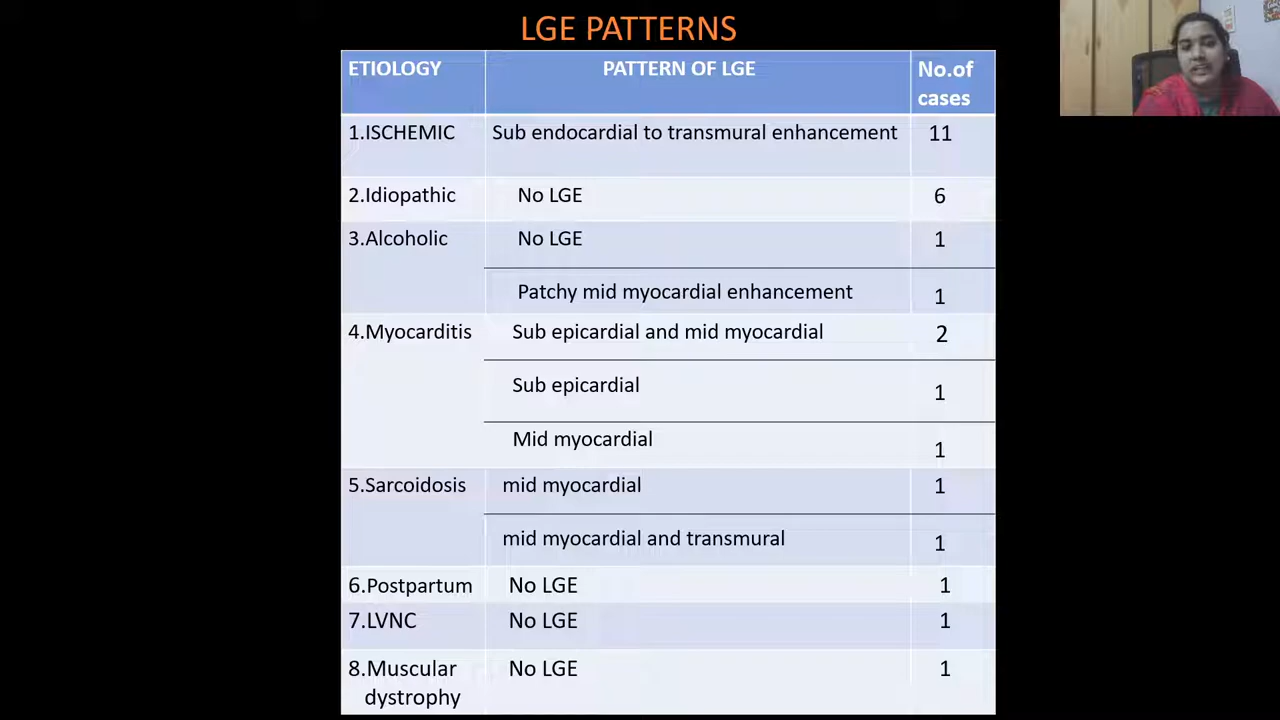 LGE PATTERNS
ETIOLOGY PATTERN OF LGE No.of
cases
1.ISCHEMIC Sub endocardial to transmural enhancement 11
2.Idiopathic No LGE 6
3.Alcoholic No LGE 1
Patchy mid myocardial enhancement 1
4.Myocarditis Sub epicardial and mid myocardial 2
Sub epicardial 1
Mid myocardial 1
5.Sarcoidosis mid myocardial 1
mid myocardial and transmural 1
6.Postpartum No LGE 1
7.LVNC No LGE 1
8.Muscular No LGE 1
dystrophy